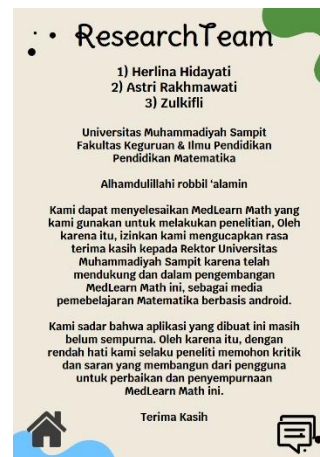 ResearchTeam
1) Herlina Hidayati
2) Astri Rakhmawati
3) Zulkifli
Universitas Muhammadiyah Sampit
Fakultas Keguruan & Ilmu Pendidikan
Pendidikan Matematika
Alhamdulillahi robbil 'alamin
Kami dapat menyelesaikan MedLearn Math yang
kami gunakan untuk melakukan penelitian, Oleh
karena itu, izinkan kami mengucapkan rasa
terima kasih kepada Rektor Universitas
Muhammadiyah Sampit karena telah
mendukung dan dalam pengembangan
MedLearn Math ini, sebagai media
pemebelajaran Matematika berbasis android.
Kami sadar bahwa aplikasi yang dibuat ini masih
belum sempurna. Oleh karena itu, dengan
rendah hati kami selaku peneliti memohon kritik
dan saran yang membangun dari pengguna
untuk perbaikan dan penyempurnaan
MedLearn Math ini.
Terima Kasih